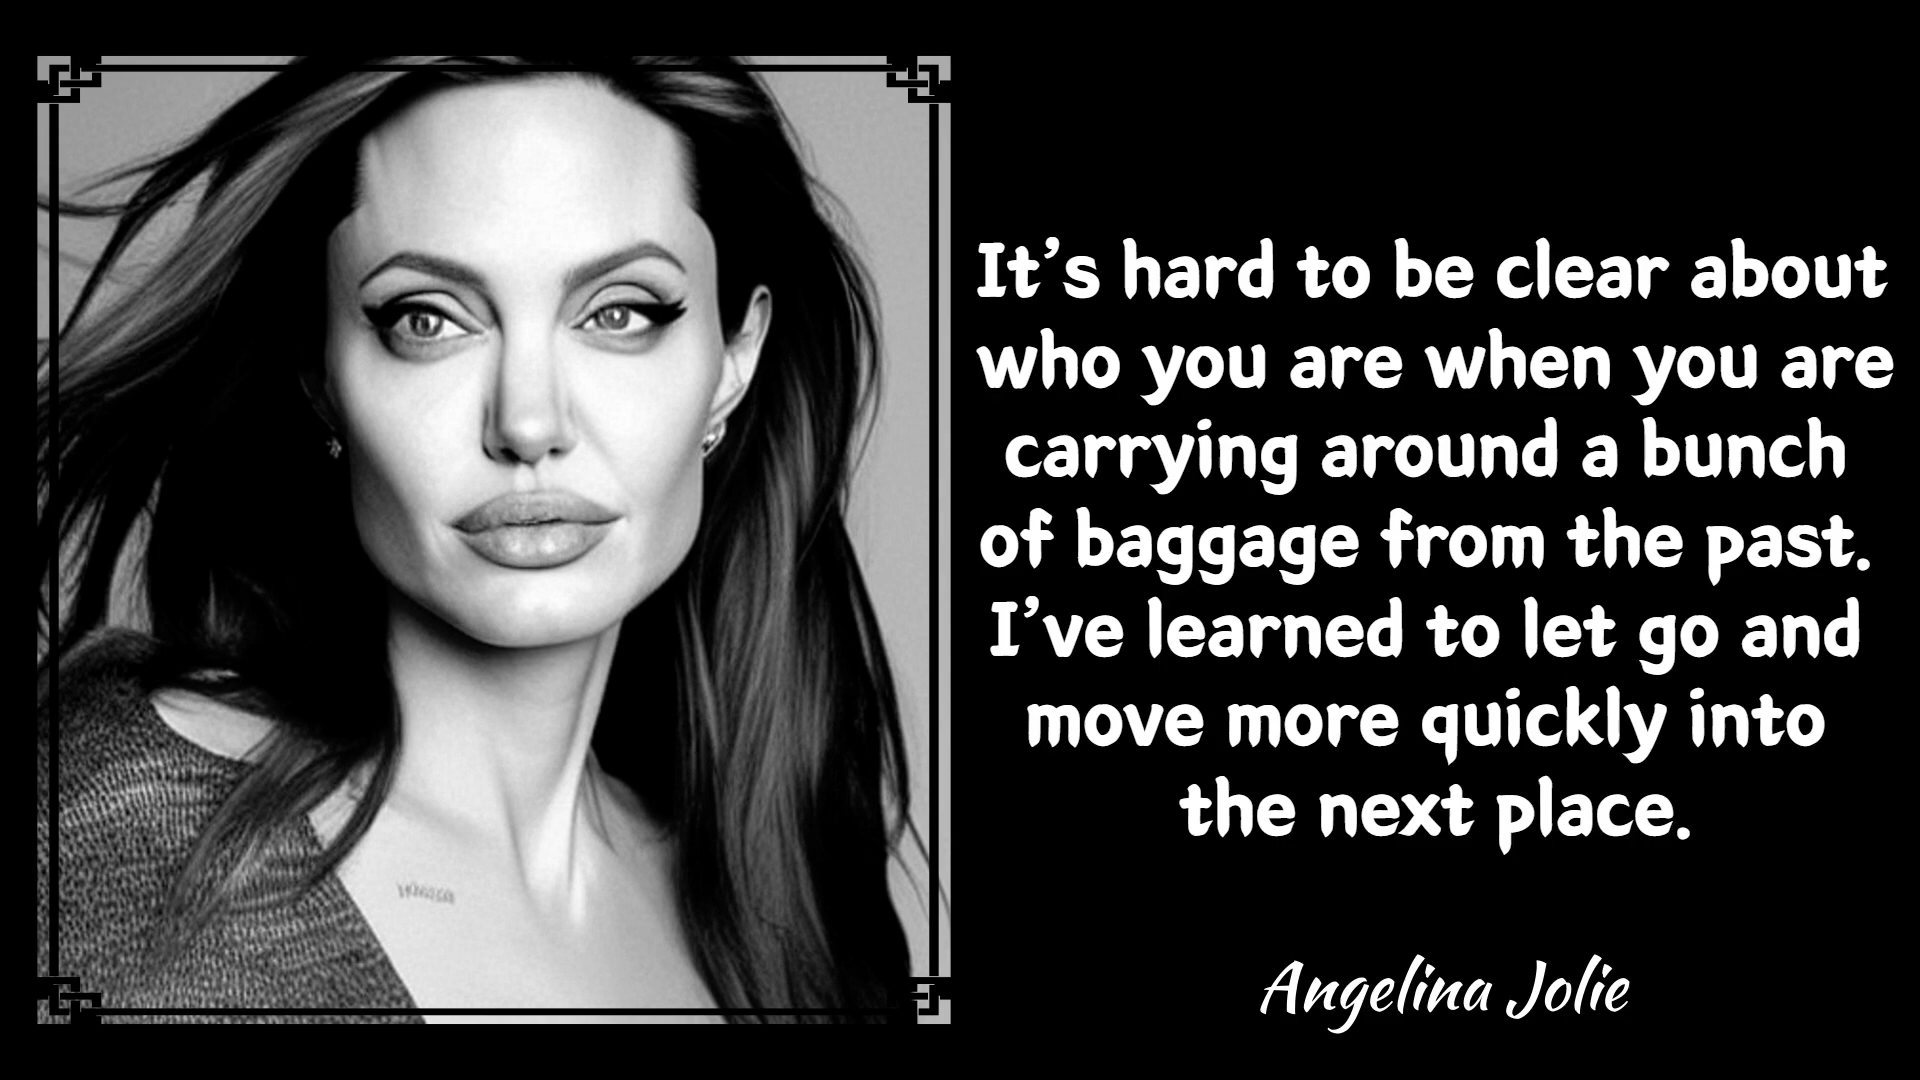 It’s hard to be clear about
who you are when you are
carrying around a bunch
of baggage from the past.
I’ve learned to let go and
move more quickly into
the next place.
Angelina Jolie